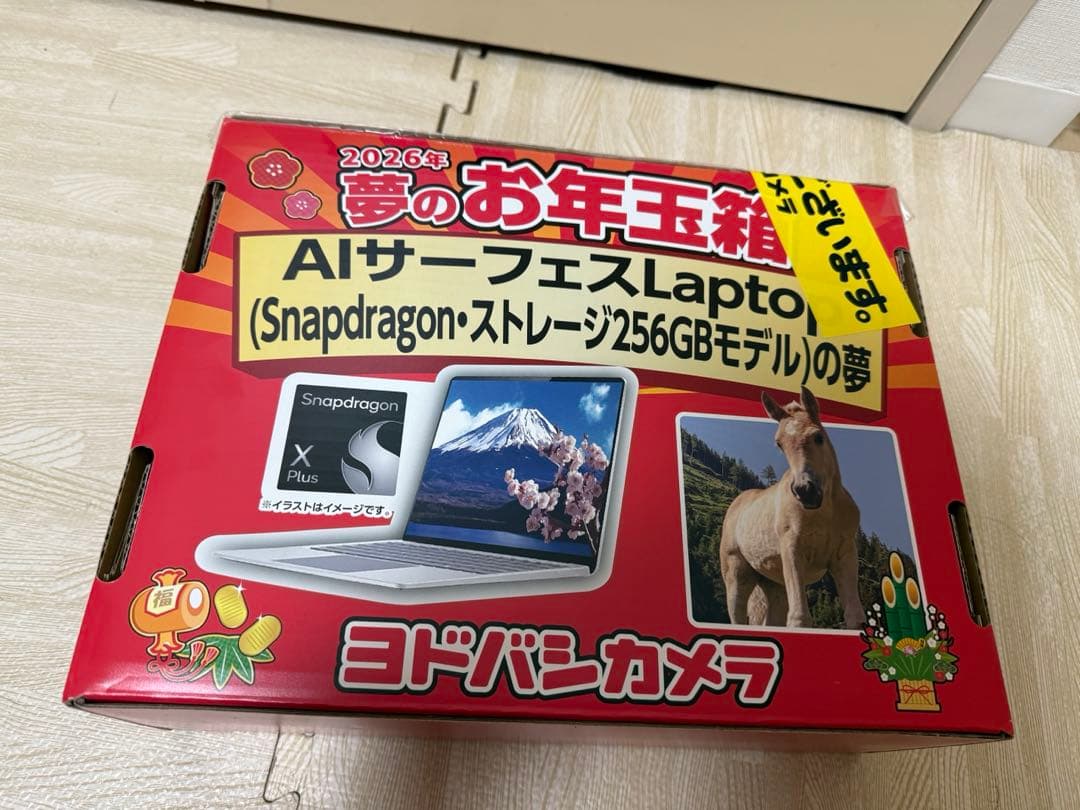 2026年
夢のお年玉箱
AIサーフェスLaptop
(Snapdragon・ストレージ256GBモデル)の夢
Snapdragon
X
Plus
※イラストはイメージです。
福
ヨドバシカメラ
ございます。
メラ